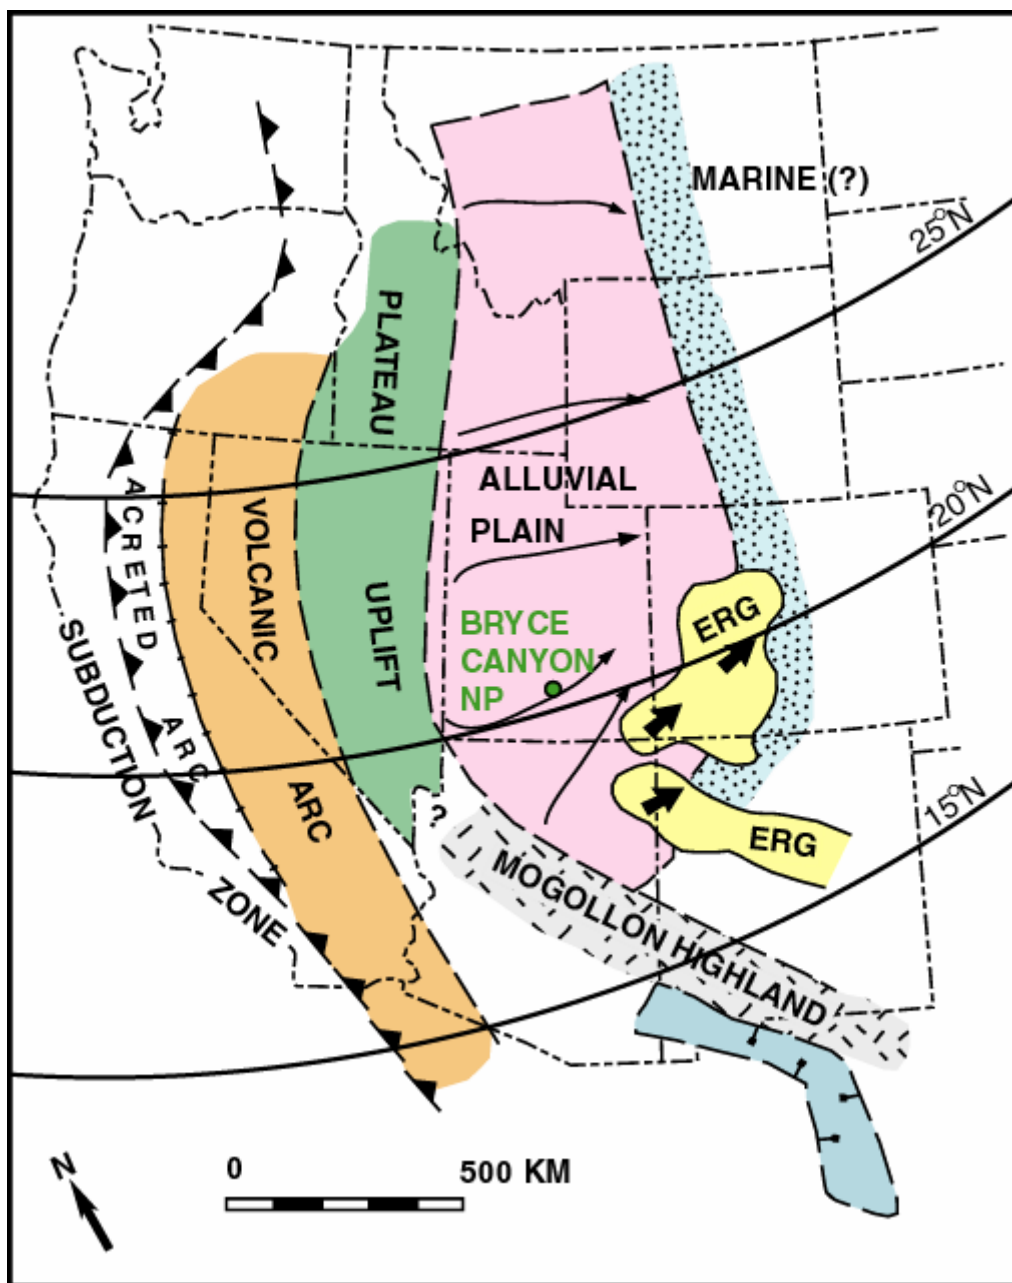 MARINE (?)
25°N
PLATEAU
UPLIFT
ALLUVIAL
PLAIN
20°N
VOLCANIC
ARC
ACRETED
ARC
SUBDUCTION
ZONE
BRYCE
CANYON
NP
ERG
15°N
?
ERG
MOGOLLON HIGHLAND
N
0
500 KM